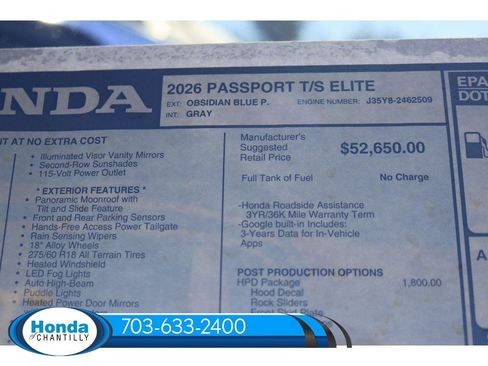 NDA
2026 PASSPORT T/S ELITE
EXT: OBSIDIAN BLUE P.
ENGINE NUMBER: J35Y8-2462509
INT: GRAY
EPA
DOT
NT AT NO EXTRA COST
• Illuminated Visor Vanity Mirrors
• Second-Row Sunshades
• 115-Volt Power Outlet
* EXTERIOR FEATURES *
• Panoramic Moonroof with
Tilt and Slide Feature
• Front and Rear Parking Sensors
• Hands-Free Access Power Tailgate
• Rain Sensing Wipers
• 18" Alloy Wheels
• 275/60 R18 All Terrain Tires
• Heated Windshield
• LED Fog Lights
• Auto High-Beam
• Puddle Lights
• Heated Power Door Mirrors
Manufacturer's
Suggested
Retail Price
$52,650.00
Full Tank of Fuel
No Charge
-Honda Roadside Assistance
3YR/36K Mile Warranty Term
-Google built-in Includes:
3-Years Data for In-Vehicle
Apps
POST PRODUCTION OPTIONS
HPD Package
1,800.00
Hood Decal
Rock Sliders
Front Skid Plate
Honda
OF CHANTILLY
703-633-2400